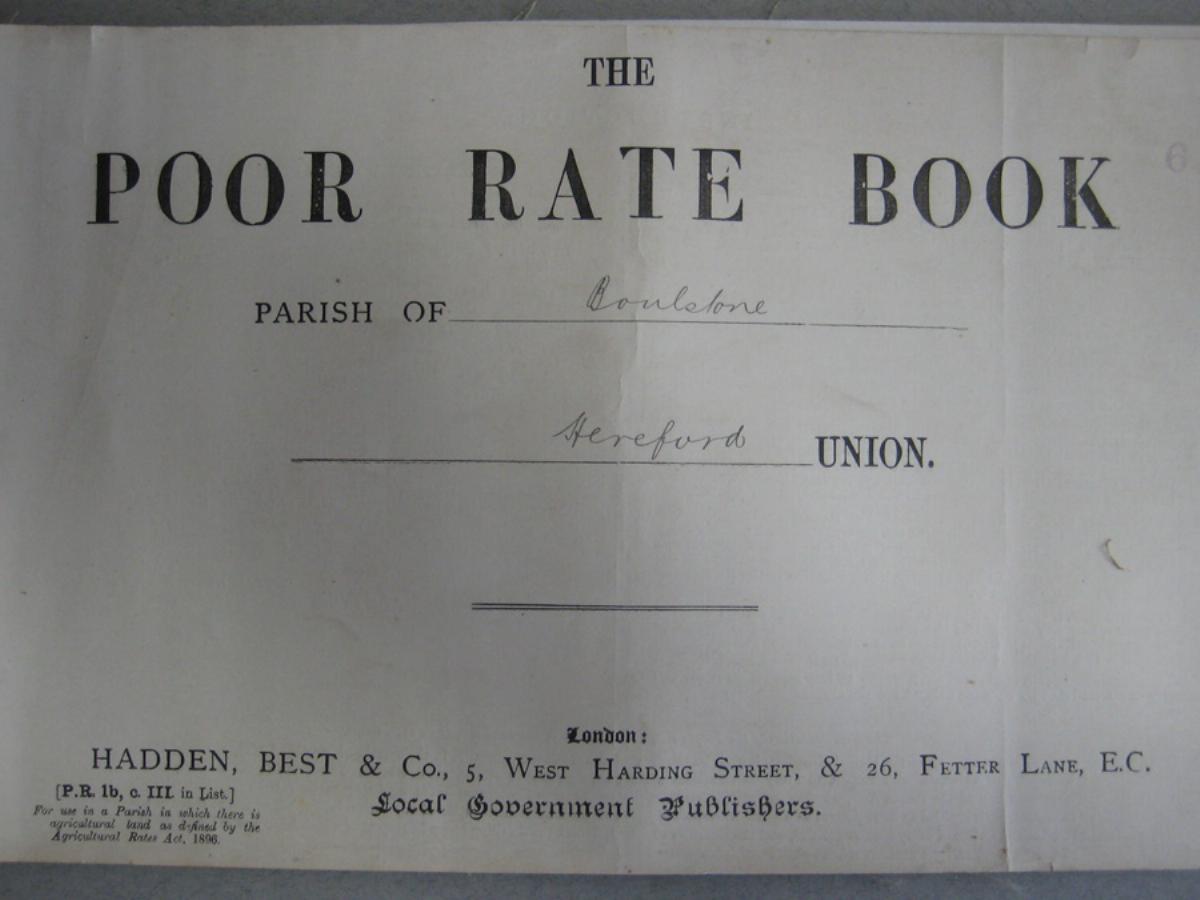 THE
POOR RATE BOOK
PARISH OF Boulstone
Hereford UNION.
London:
HADDEN, BEST & Co., 5, WEST HARDING STREET, & 26, FETTER LANE, E.C.
[P.R. 1b, c. III. in List.]
Local Government Publishers.
For use in a Parish in which there is
agricultural land as defined by the
Agricultural Rates Act, 1896.